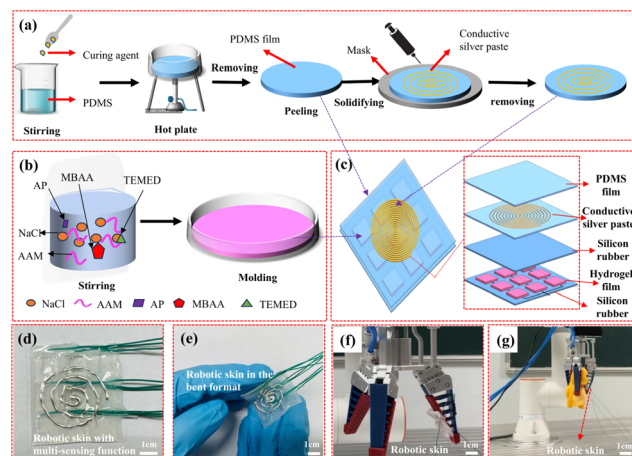 (a)
Curing agent
PDMS
Stirring
Hot plate
Removing
PDMS film
Peeling
Mask
Solidifying
Conductive
silver paste
removing
(b)
MBAA
AP
TEMED
NaCl
AAM
Stirring
Molding
NaCl
AAM
AP
MBAA
TEMED
(c)
PDMS
film
Conductive
silver paste
Silicon
rubber
Hydrogel
film
Silicon
rubber
(d)
Robotic skin with
multi-sensing function
1cm
(e)
Robotic skin in the
bent format
1cm
(f)
Robotic skin
1cm
(g)
Robotic skin
1cm